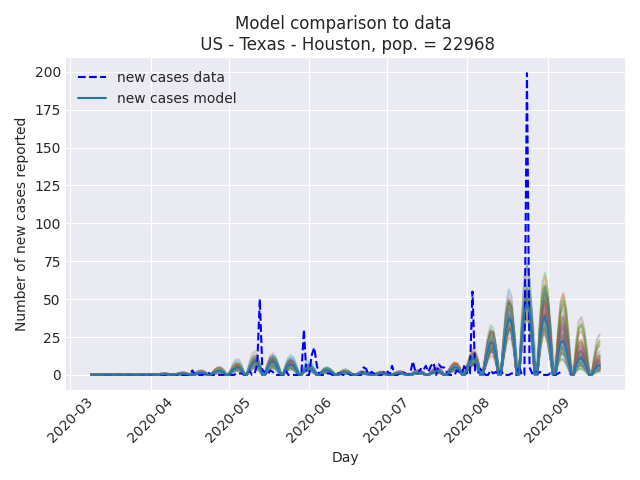 Model comparison to data
US - Texas - Houston, pop. = 22968
new cases data
new cases model
Number of new cases reported
200
175
150
125
100
75
50
25
0
2020-03
2020-04
2020-05
2020-06
2020-07
2020-08
2020-09
Day